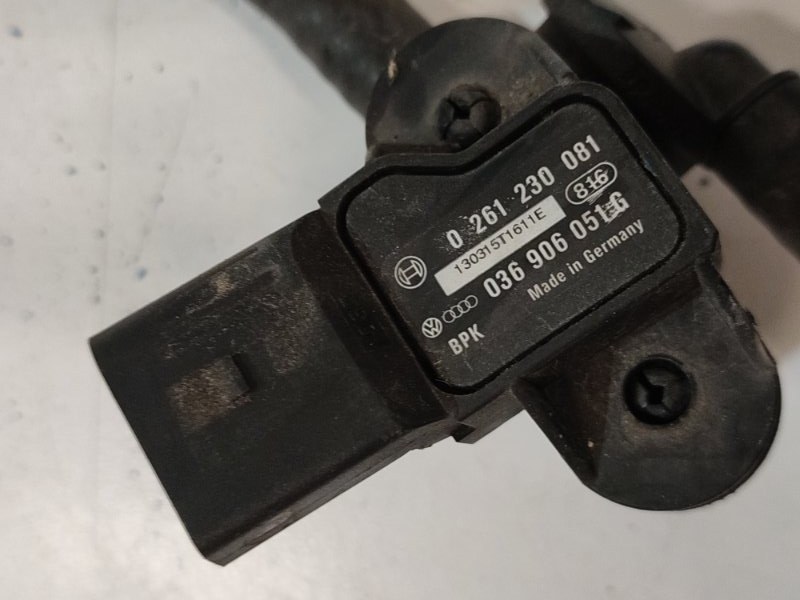 0 261 230 081
816
130315T1611E
036 906 051 G
Made in Germany
BPK